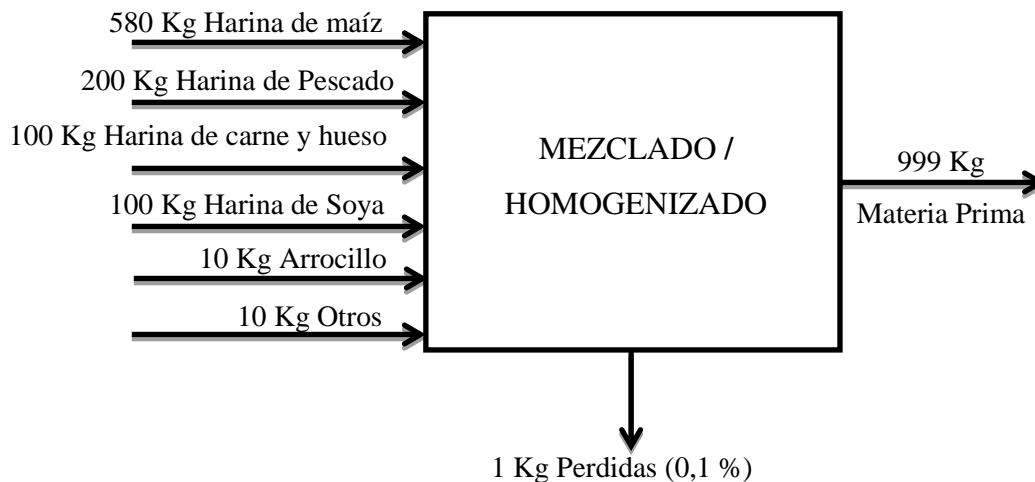 580 Kg Harina de maíz
200 Kg Harina de Pescado
100 Kg Harina de carne y hueso
100 Kg Harina de Soya
10 Kg Arrocillo
10 Kg Otros
MEZCLADO /
HOMOGENIZADO
999 Kg
Materia Prima
1 Kg Perdidas (0,1 %)